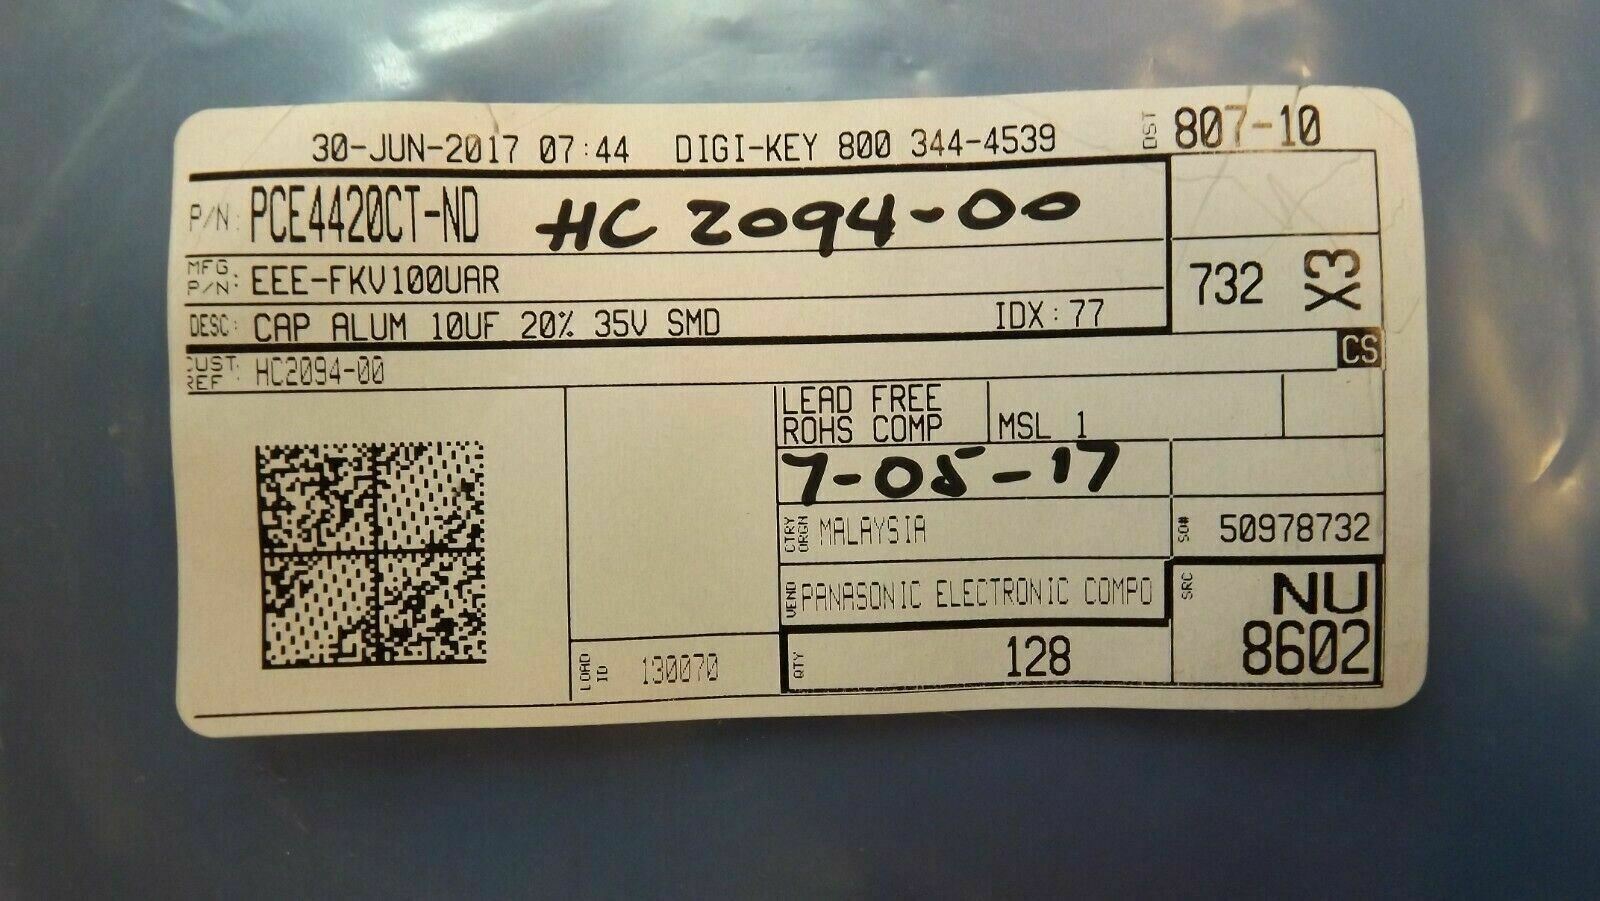 30-JUN-2017 07:44 DIGI-KEY 800 344-4539 DST 807-10
P/N: PCE4420CT-ND HC 2094-00
MFG. P/N: EEE-FKV100UAR 732 X3
DESC: CAP ALUM 10UF 20% 35V SMD IDX:77
CUST REF: HC2094-00 CS
LEAD FREE
ROHS COMP MSL 1
7-05-17
CTRY ORGN MALAYSIA SO# 50978732
VEND PANASONIC ELECTRONIC COMPO SRC NU
LOAD ID 130070 QTY 128 8602